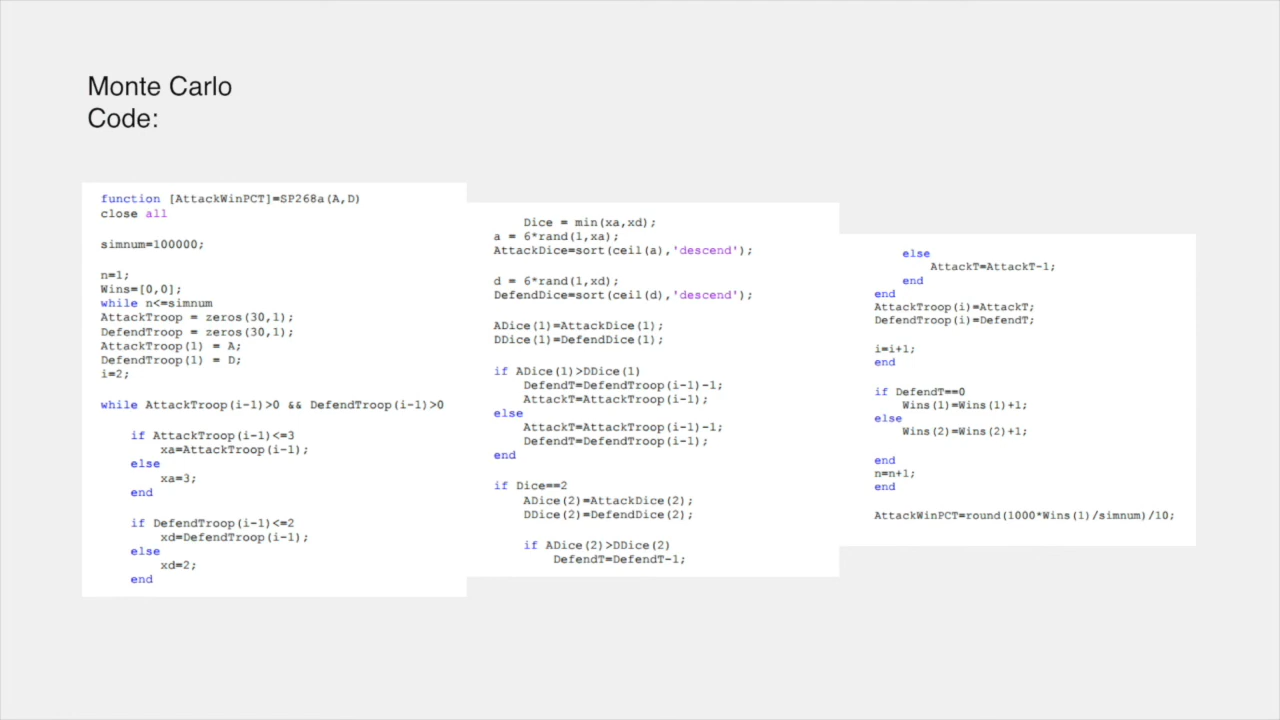 Monte Carlo
Code:
function [AttackWinPCT]=SP268a(A,D)
close all
simnum=100000;
n=1;
Wins=[0,0];
while n<=simnum
AttackTroop = zeros(30,1);
DefendTroop = zeros(30,1);
AttackTroop(1) = A;
DefendTroop(1) = D;
i=2;
while AttackTroop(i-1)>0 && DefendTroop(i-1)>0
if AttackTroop(i-1)<=3
xa=AttackTroop(i-1);
else
xa=3;
end
if DefendTroop(i-1)<=2
xd=DefendTroop(i-1);
else
xd=2;
end
Dice = min(xa,xd);
a = 6*rand(1,xa);
AttackDice=sort(ceil(a),'descend');
d = 6*rand(1,xd);
DefendDice=sort(ceil(d),'descend');
ADice(1)=AttackDice(1);
DDice(1)=DefendDice(1);
if ADice(1)>DDice(1)
DefendT=DefendTroop(i-1)-1;
AttackT=AttackTroop(i-1);
else
AttackT=AttackTroop(i-1)-1;
DefendT=DefendTroop(i-1);
end
if Dice==2
ADice(2)=AttackDice(2);
DDice(2)=DefendDice(2);
if ADice(2)>DDice(2)
DefendT=DefendT-1;
else
AttackT=AttackT-1;
end
end
AttackTroop(i)=AttackT;
DefendTroop(i)=DefendT;
i=i+1;
end
if DefendT==0
Wins(1)=Wins(1)+1;
else
Wins(2)=Wins(2)+1;
end
n=n+1;
end
AttackWinPCT=round(1000*Wins(1)/simnum)/10;